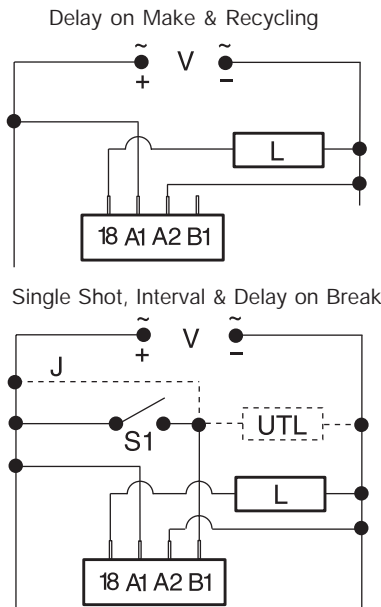 Delay on Make & Recycling
~ V ~
+ −
L
18 A1 A2 B1
Single Shot, Interval & Delay on Break
~ V ~
+ −
J
S1 UTL
L
18 A1 A2 B1